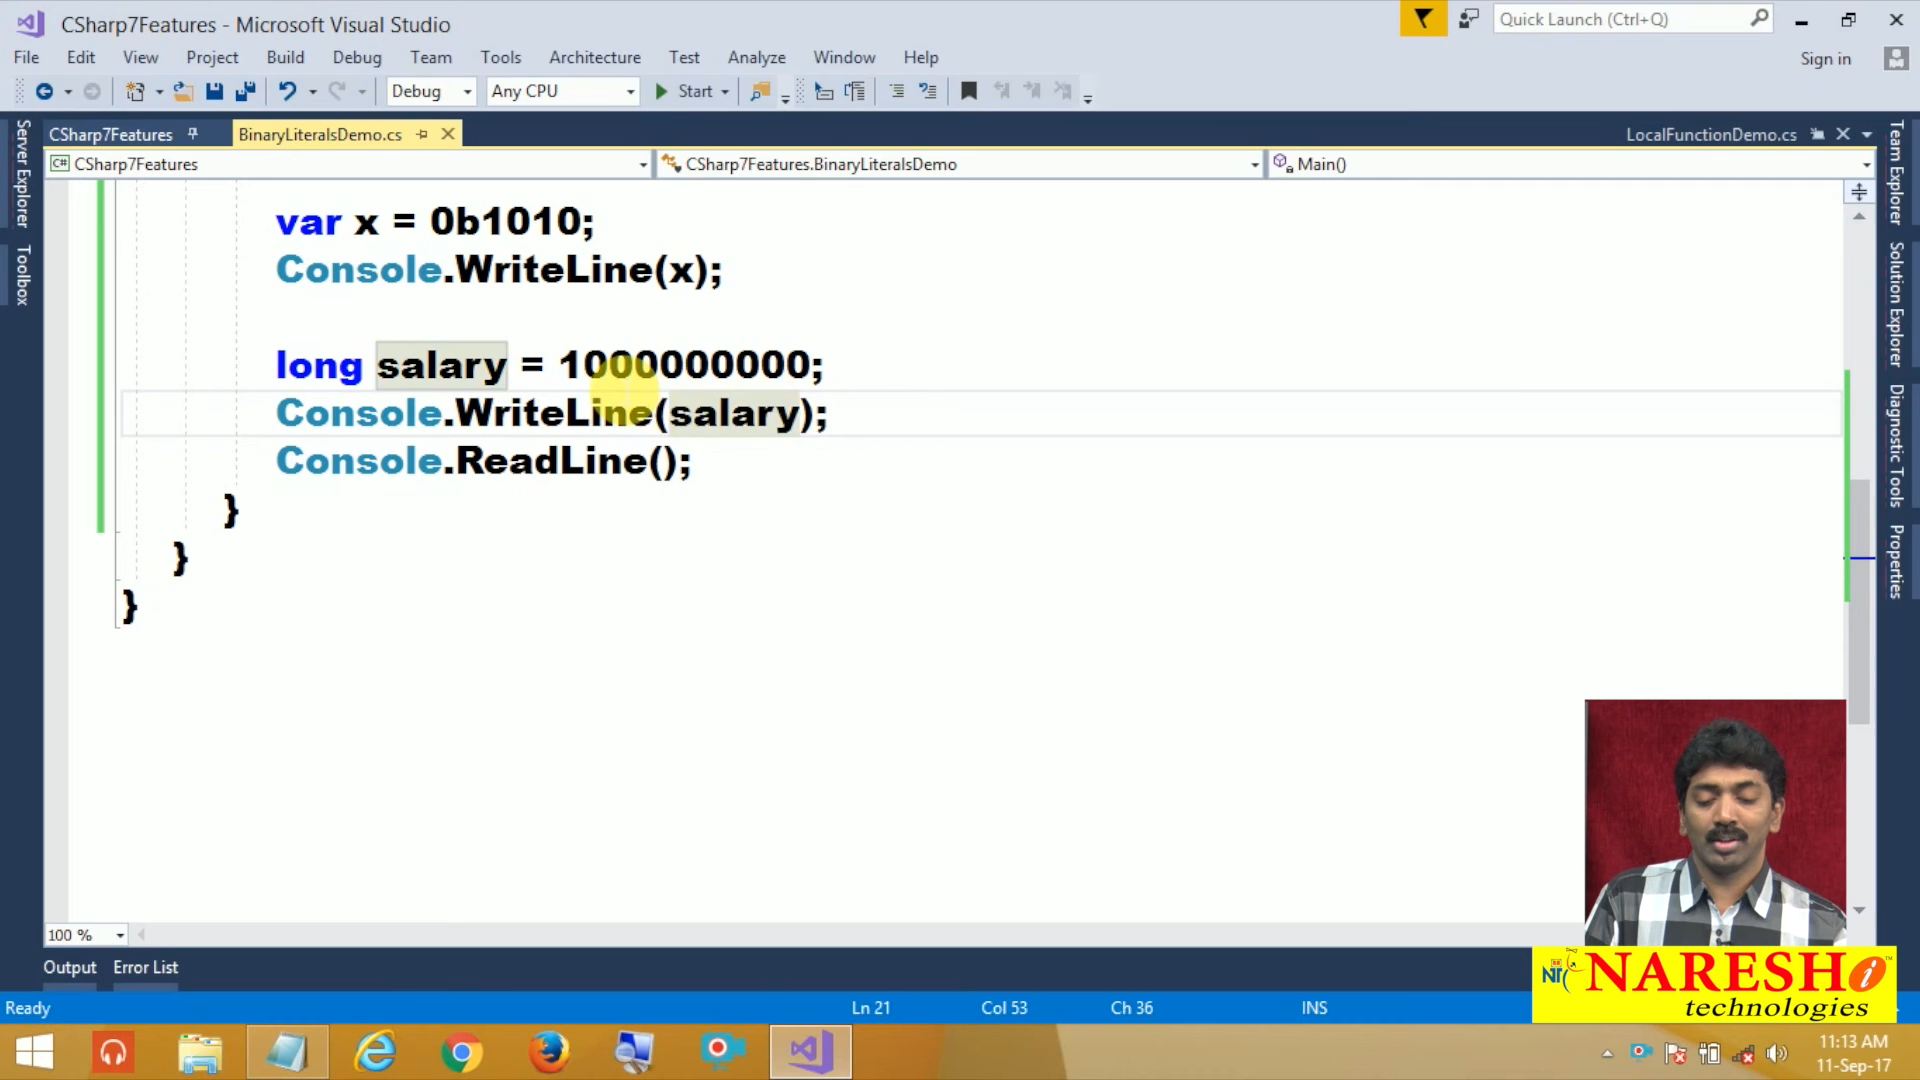 CSharp7Features - Microsoft Visual Studio
Quick Launch (Ctrl+Q)
File Edit View Project Build Debug Team Tools Architecture Test Analyze Window Help
Sign in
Debug Any CPU Start
CSharp7Features BinaryLiteralsDemo.cs LocalFunctionDemo.cs
CSharp7Features CSharp7Features.BinaryLiteralsDemo Main()
Server Explorer
Toolbox
Team Explorer
Solution Explorer
Diagnostic Tools
Properties
var x = 0b1010;
Console.WriteLine(x);
long salary = 1000000000;
Console.WriteLine(salary);
Console.ReadLine();
}
}
}
100 %
Output Error List
Ready Ln 21 Col 53 Ch 36 INS
NTi NARESH i
technologies
11:13 AM
11-Sep-17